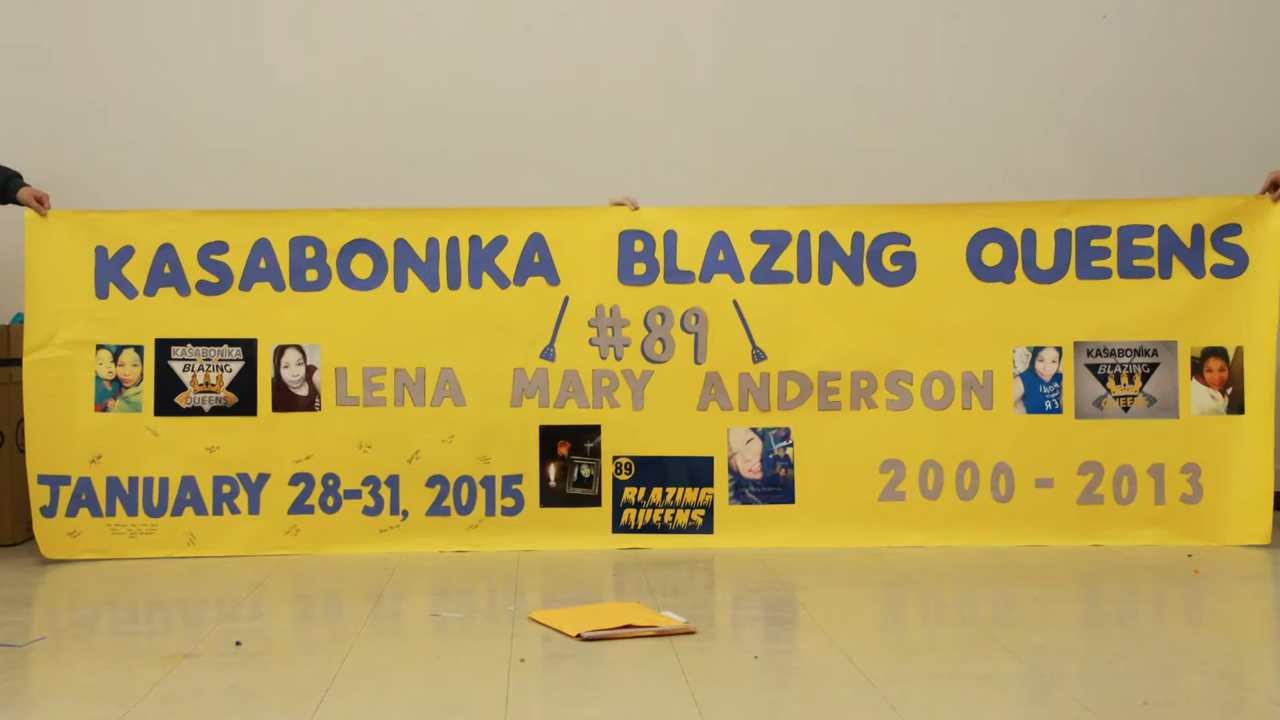 KASABONIKA BLAZING QUEENS
#89
KASABONIKA
BLAZING
QUEENS
LENA MARY ANDERSON
KASABONIKA
BLAZING
QUEENS
JANUARY 28-31, 2015
89
BLAZING
QUEENS
2000 - 2013